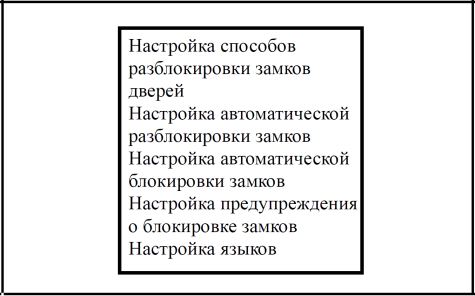 Настройка способов
разблокировки замков
дверей
Настройка автоматической
разблокировки замков
Настройка автоматической
блокировки замков
Настройка предупреждения
о блокировке замков
Настройка языков